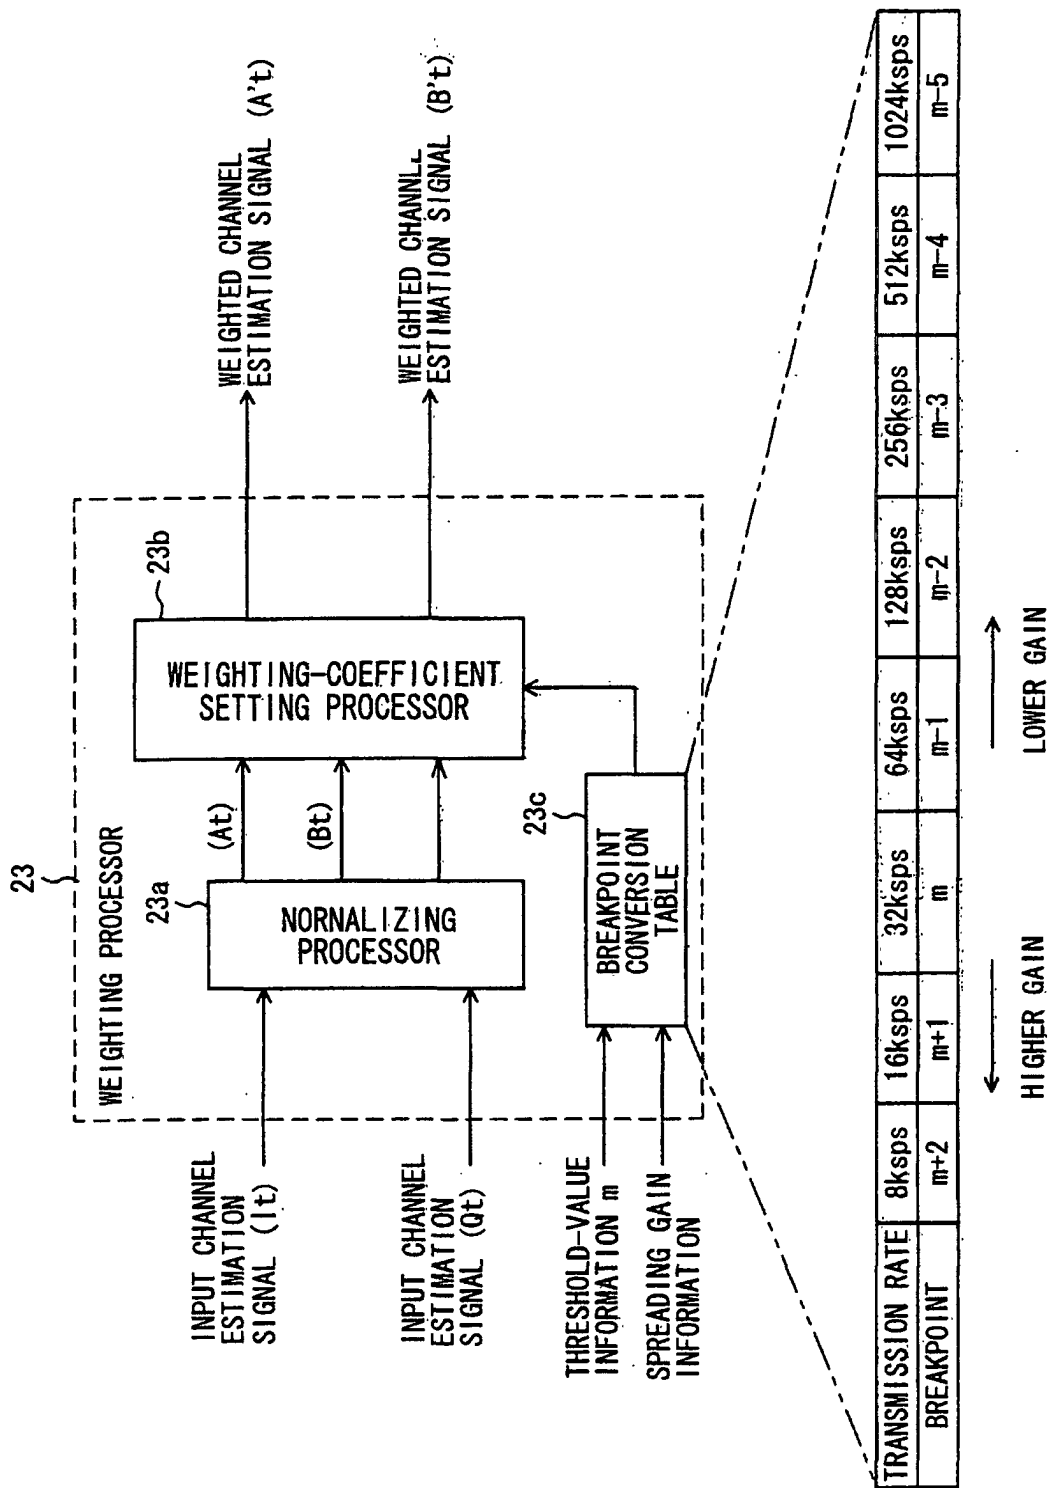 23
WEIGHTING PROCESSOR
INPUT CHANNEL
ESTIMATION
SIGNAL (It)
INPUT CHANNEL
ESTIMATION
SIGNAL (Qt)
THRESHOLD-VALUE
INFORMATION m
SPREADING GAIN
INFORMATION
23a
NORNALIZING
PROCESSOR
(At)
(Bt)
23b
WEIGHTING-COEFFICIENT
SETTING PROCESSOR
23c
BREAKPOINT
CONVERSION
TABLE
WEIGHTED CHANNEL
ESTIMATION SIGNAL (A't)
WEIGHTED CHANNEL
ESTIMATION SIGNAL (B't)
TRANSMISSION RATE 8ksps 16ksps 32ksps 64ksps 128ksps 256ksps 512ksps 1024ksps
BREAKPOINT m+2 m+1 m m-1 m-2 m-3 m-4 m-5
HIGHER GAIN
LOWER GAIN